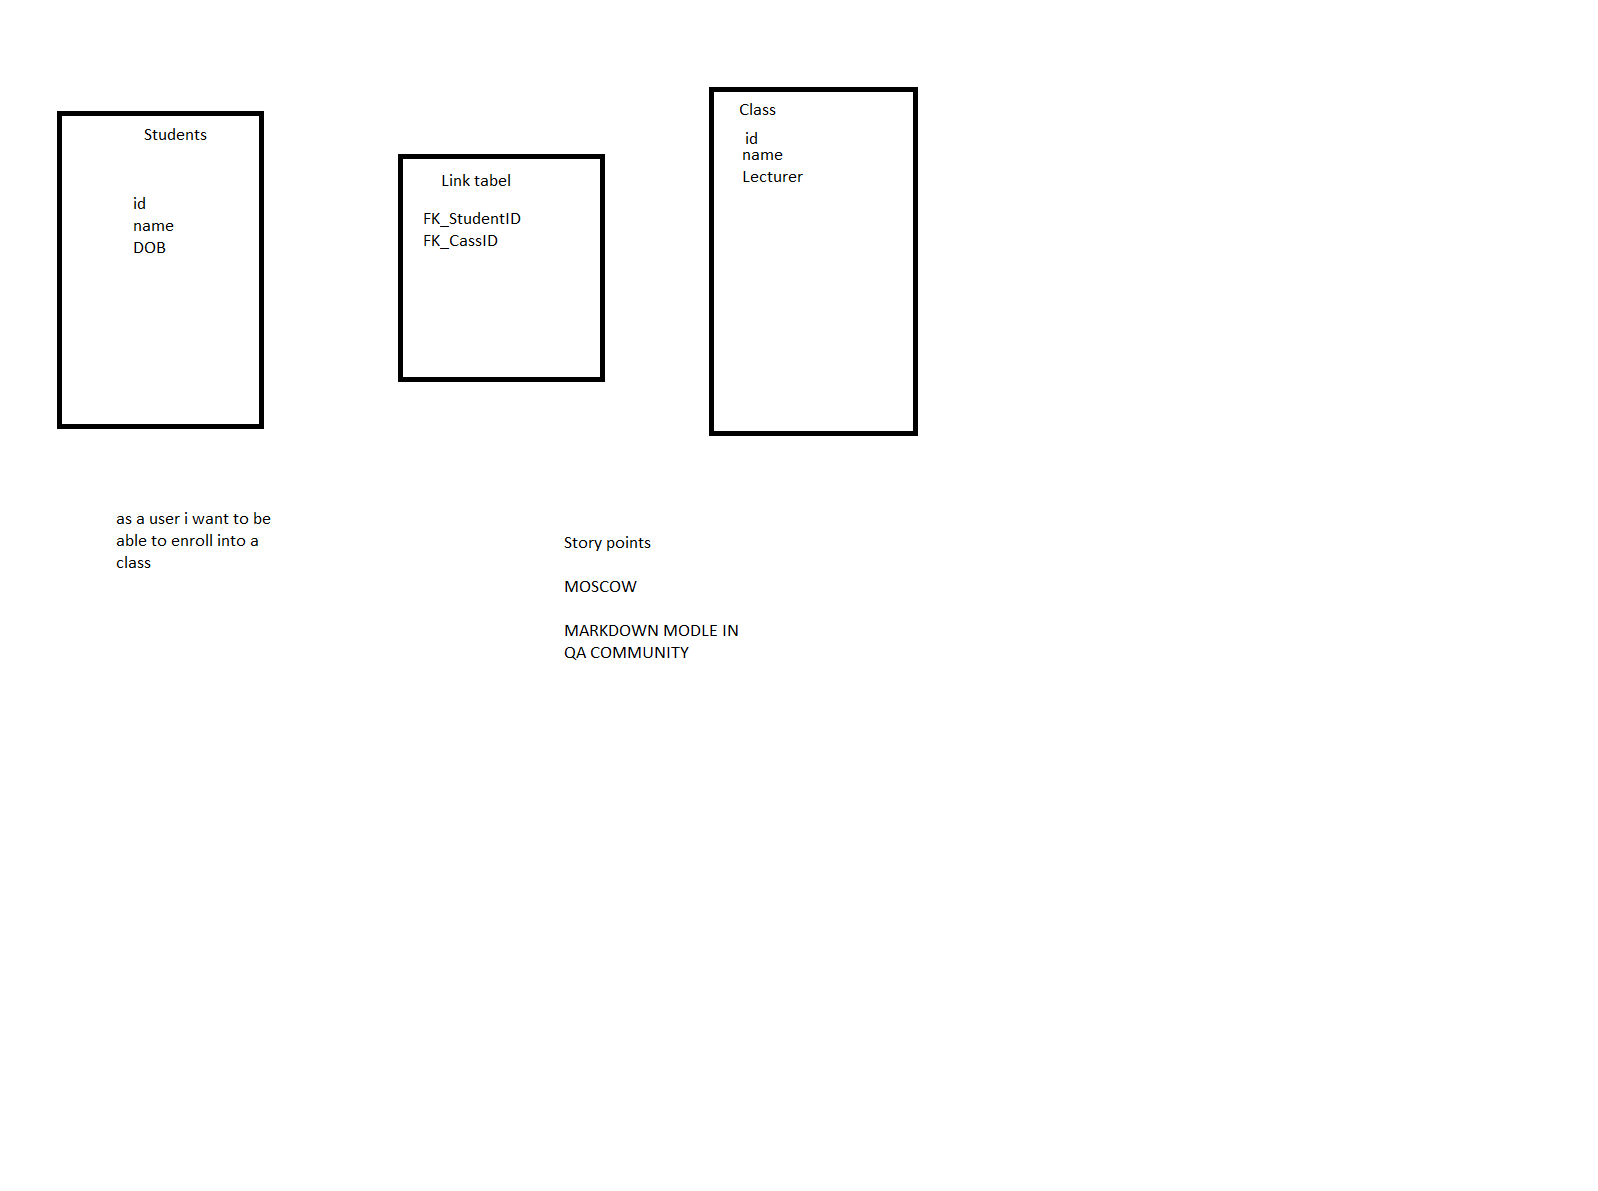 Students
id
name
DOB
Link tabel
FK_StudentID
FK_CassID
Class
id
name
Lecturer
as a user i want to be
able to enroll into a
class
Story points
MOSCOW
MARKDOWN MODLE IN
QA COMMUNITY